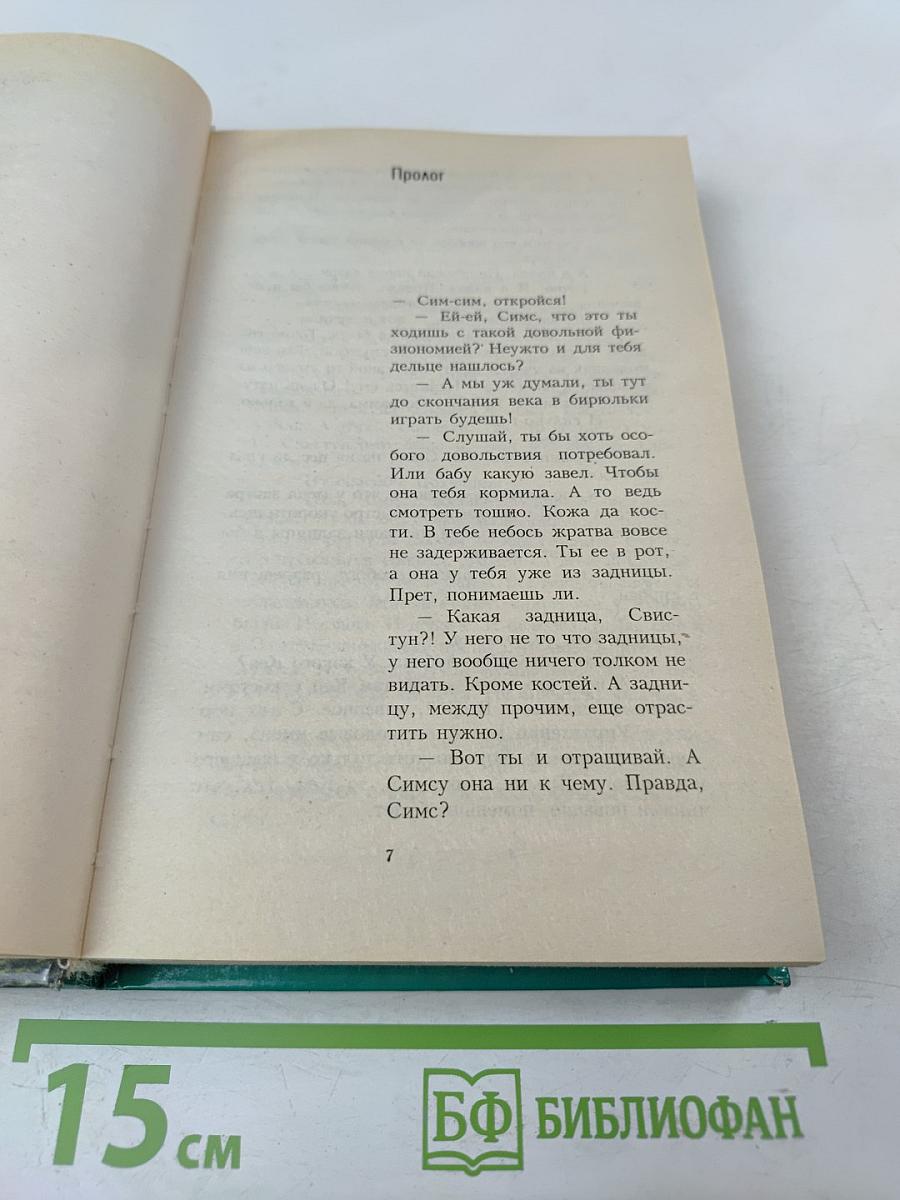 Пролог
— Сим-сим, откройся!
— Ей-ей, Симс, что это ты
ходишь с такой довольной фи-
зиономией? Неужто и для тебя
дельце нашлось?
— А мы уж думали, ты тут
до скончания века в бирюльки
играть будешь!
— Слушай, ты бы хоть осо-
бого довольствия потребовал.
Или бабу какую завел. Чтобы
она тебя кормила. А то ведь
смотреть тошно. Кожа да кос-
ти. В тебе небось жратва вовсе
не задерживается. Ты ее в рот,
а она у тебя уже из задницы.
Прет, понимаешь ли.
— Какая задница, Свис-
тун?! У него не то что задницы,
у него вообще ничего толком не
видать. Кроме костей. А задни-
цу, между прочим, еще отрас-
тить нужно.
— Вот ты и отращивай. А
Симсу она ни к чему. Правда,
Симс?
7
15 см
БФ БИБЛИОФАН